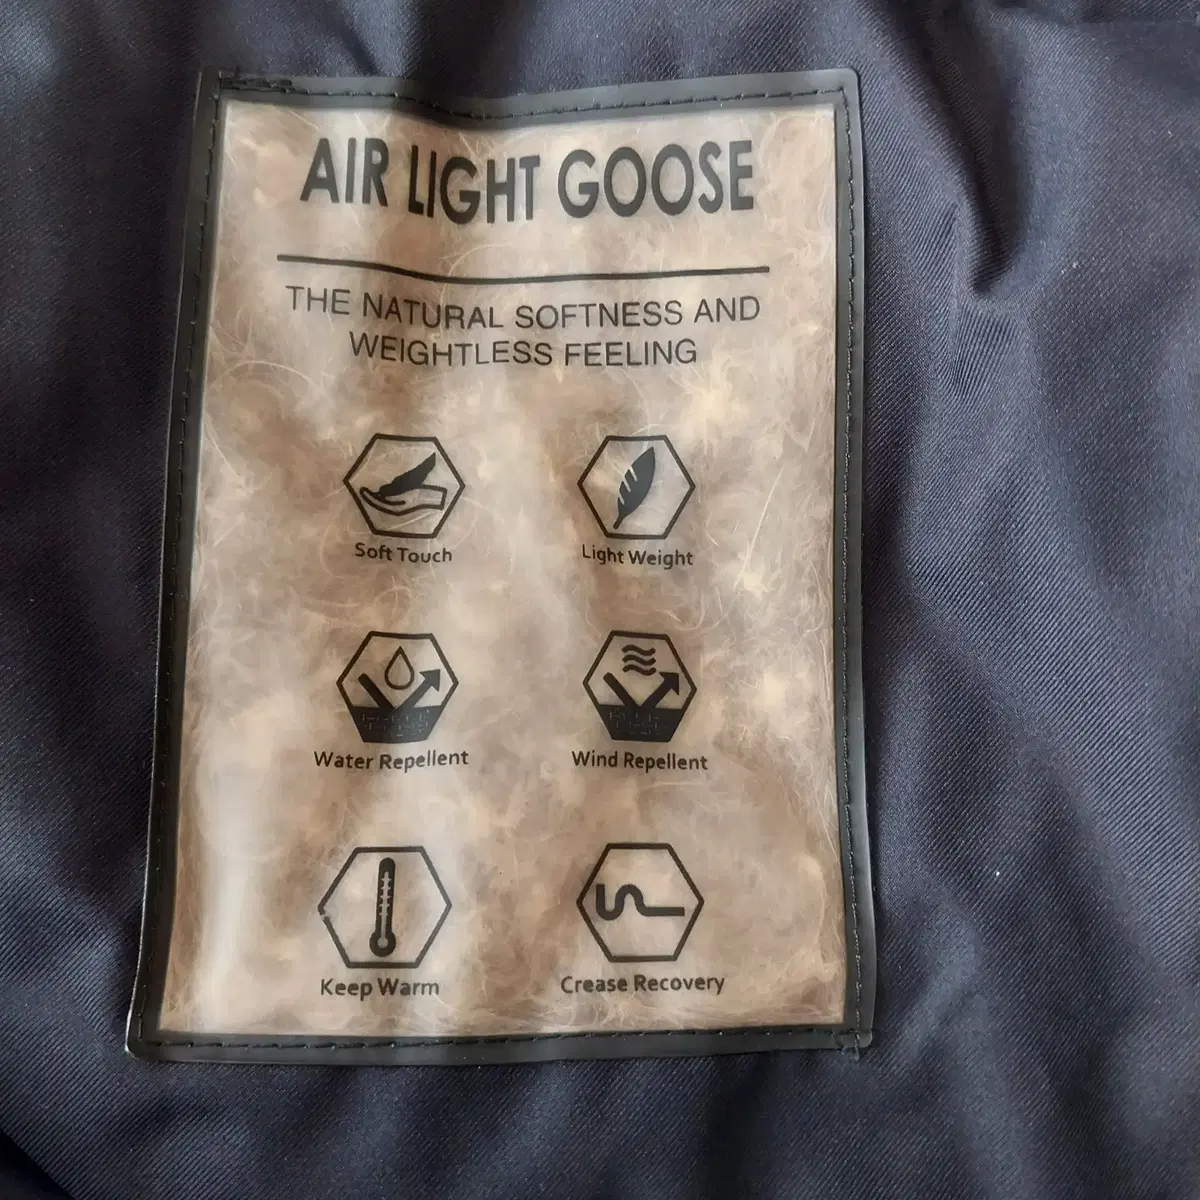 AIR LIGHT GOOSE
THE NATURAL SOFTNESS AND
WEIGHTLESS FEELING
Soft Touch
Light Weight
Water Repellent
Wind Repellent
Keep Warm
Crease Recovery